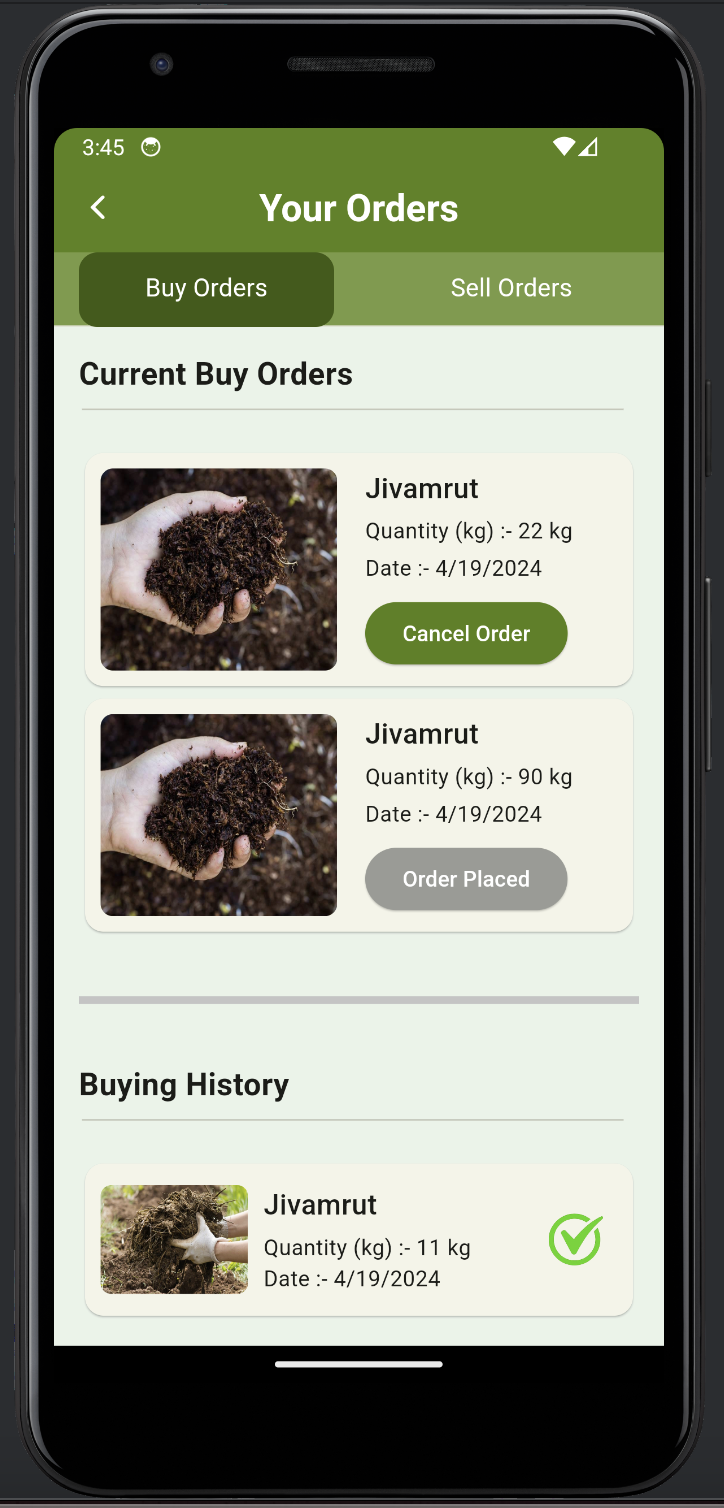 3:45
Your Orders
Buy Orders
Sell Orders
Current Buy Orders
Jivamrut
Quantity (kg) :- 22 kg
Date :- 4/19/2024
Cancel Order
Jivamrut
Quantity (kg) :- 90 kg
Date :- 4/19/2024
Order Placed
Buying History
Jivamrut
Quantity (kg) :- 11 kg
Date :- 4/19/2024